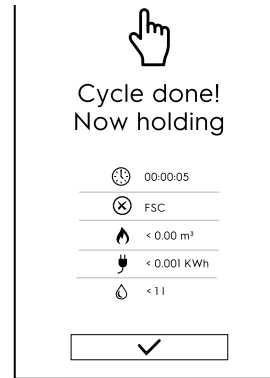 Cycle done!
Now holding
00:00:05
FSC
< 0.00 m³
< 0.001 KWh
< 1 l